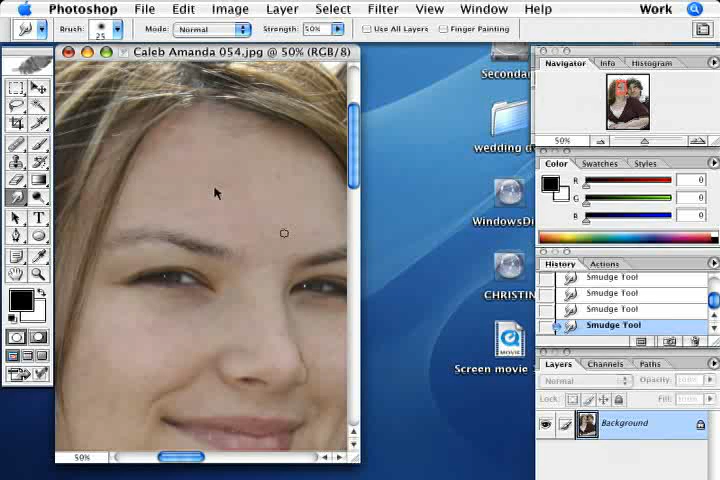 Photoshop File Edit Image Layer Select Filter View Window Help Work
Brush: 25 Mode: Normal Strength: 50% Use All Layers Finger Painting
Caleb Amanda 054.jpg @ 50% (RGB/8)
50%
Secondar
wedding d
WindowsDi
CHRISTIN
Screen movie
MOVIE
Navigator Info Histogram
50%
Color Swatches Styles
R 0
G 0
B 0
History Actions
Smudge Tool
Smudge Tool
Smudge Tool
Smudge Tool
Layers Channels Paths
Normal Opacity: 100%
Lock: Fill: 100%
Background